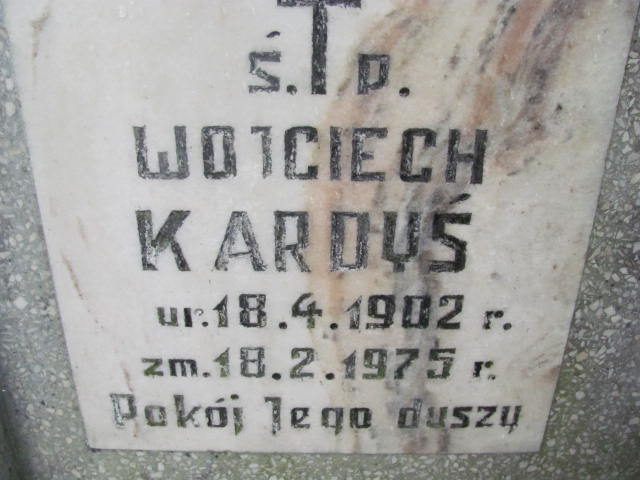 ś. p.
WOJCIECH
KARDYŚ
ur. 18.4.1902 r.
zm. 18.2.1975 r.
Pokój Jego duszy